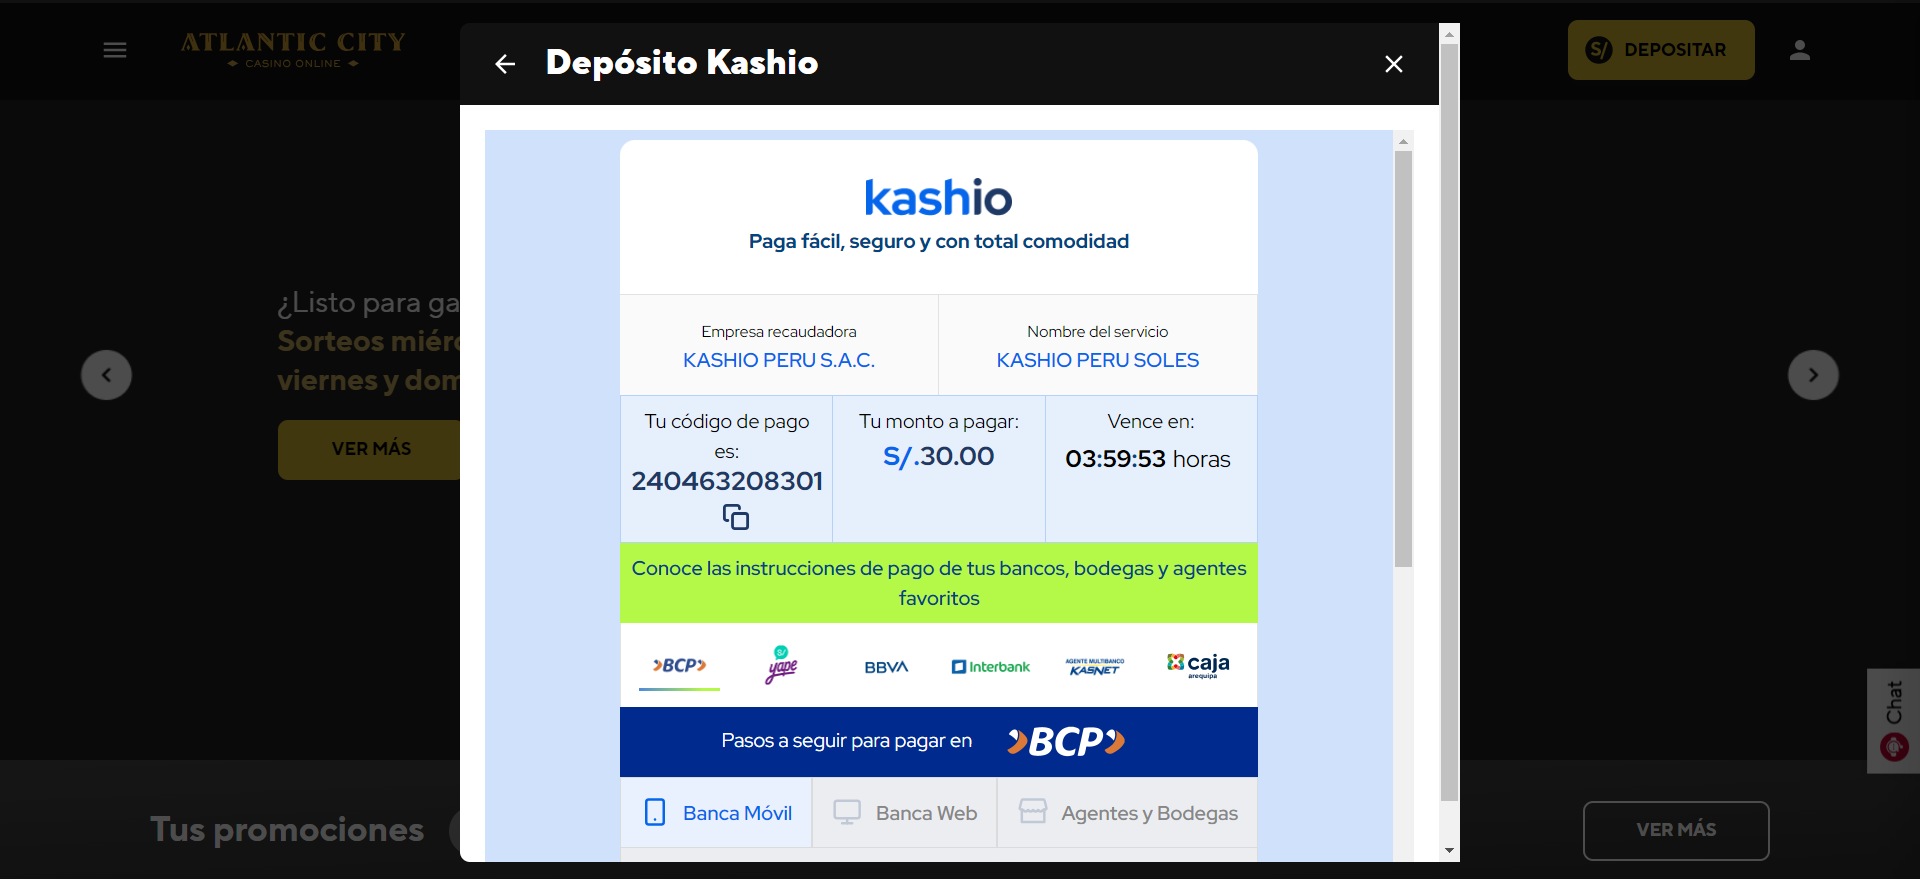 ATLANTIC CITY
CASINO ONLINE
Depósito Kashio
S/ DEPOSITAR
kashio
Paga fácil, seguro y con total comodidad
¿Listo para ga
Sorteos miérc
viernes y dom
VER MÁS
Empresa recaudadora
KASHIO PERU S.A.C.
Nombre del servicio
KASHIO PERU SOLES
Tu código de pago
es:
240463208301
Tu monto a pagar:
S/.30.00
Vence en:
03:59:53 horas
Conoce las instrucciones de pago de tus bancos, bodegas y agentes
favoritos
BCP
S/
yape
BBVA
Interbank
AGENTE MULTIBANCO
KASNET
caja
arequipa
Pasos a seguir para pagar en BCP
Banca Móvil
Banca Web
Agentes y Bodegas
Chat
Tus promociones
VER MÁS